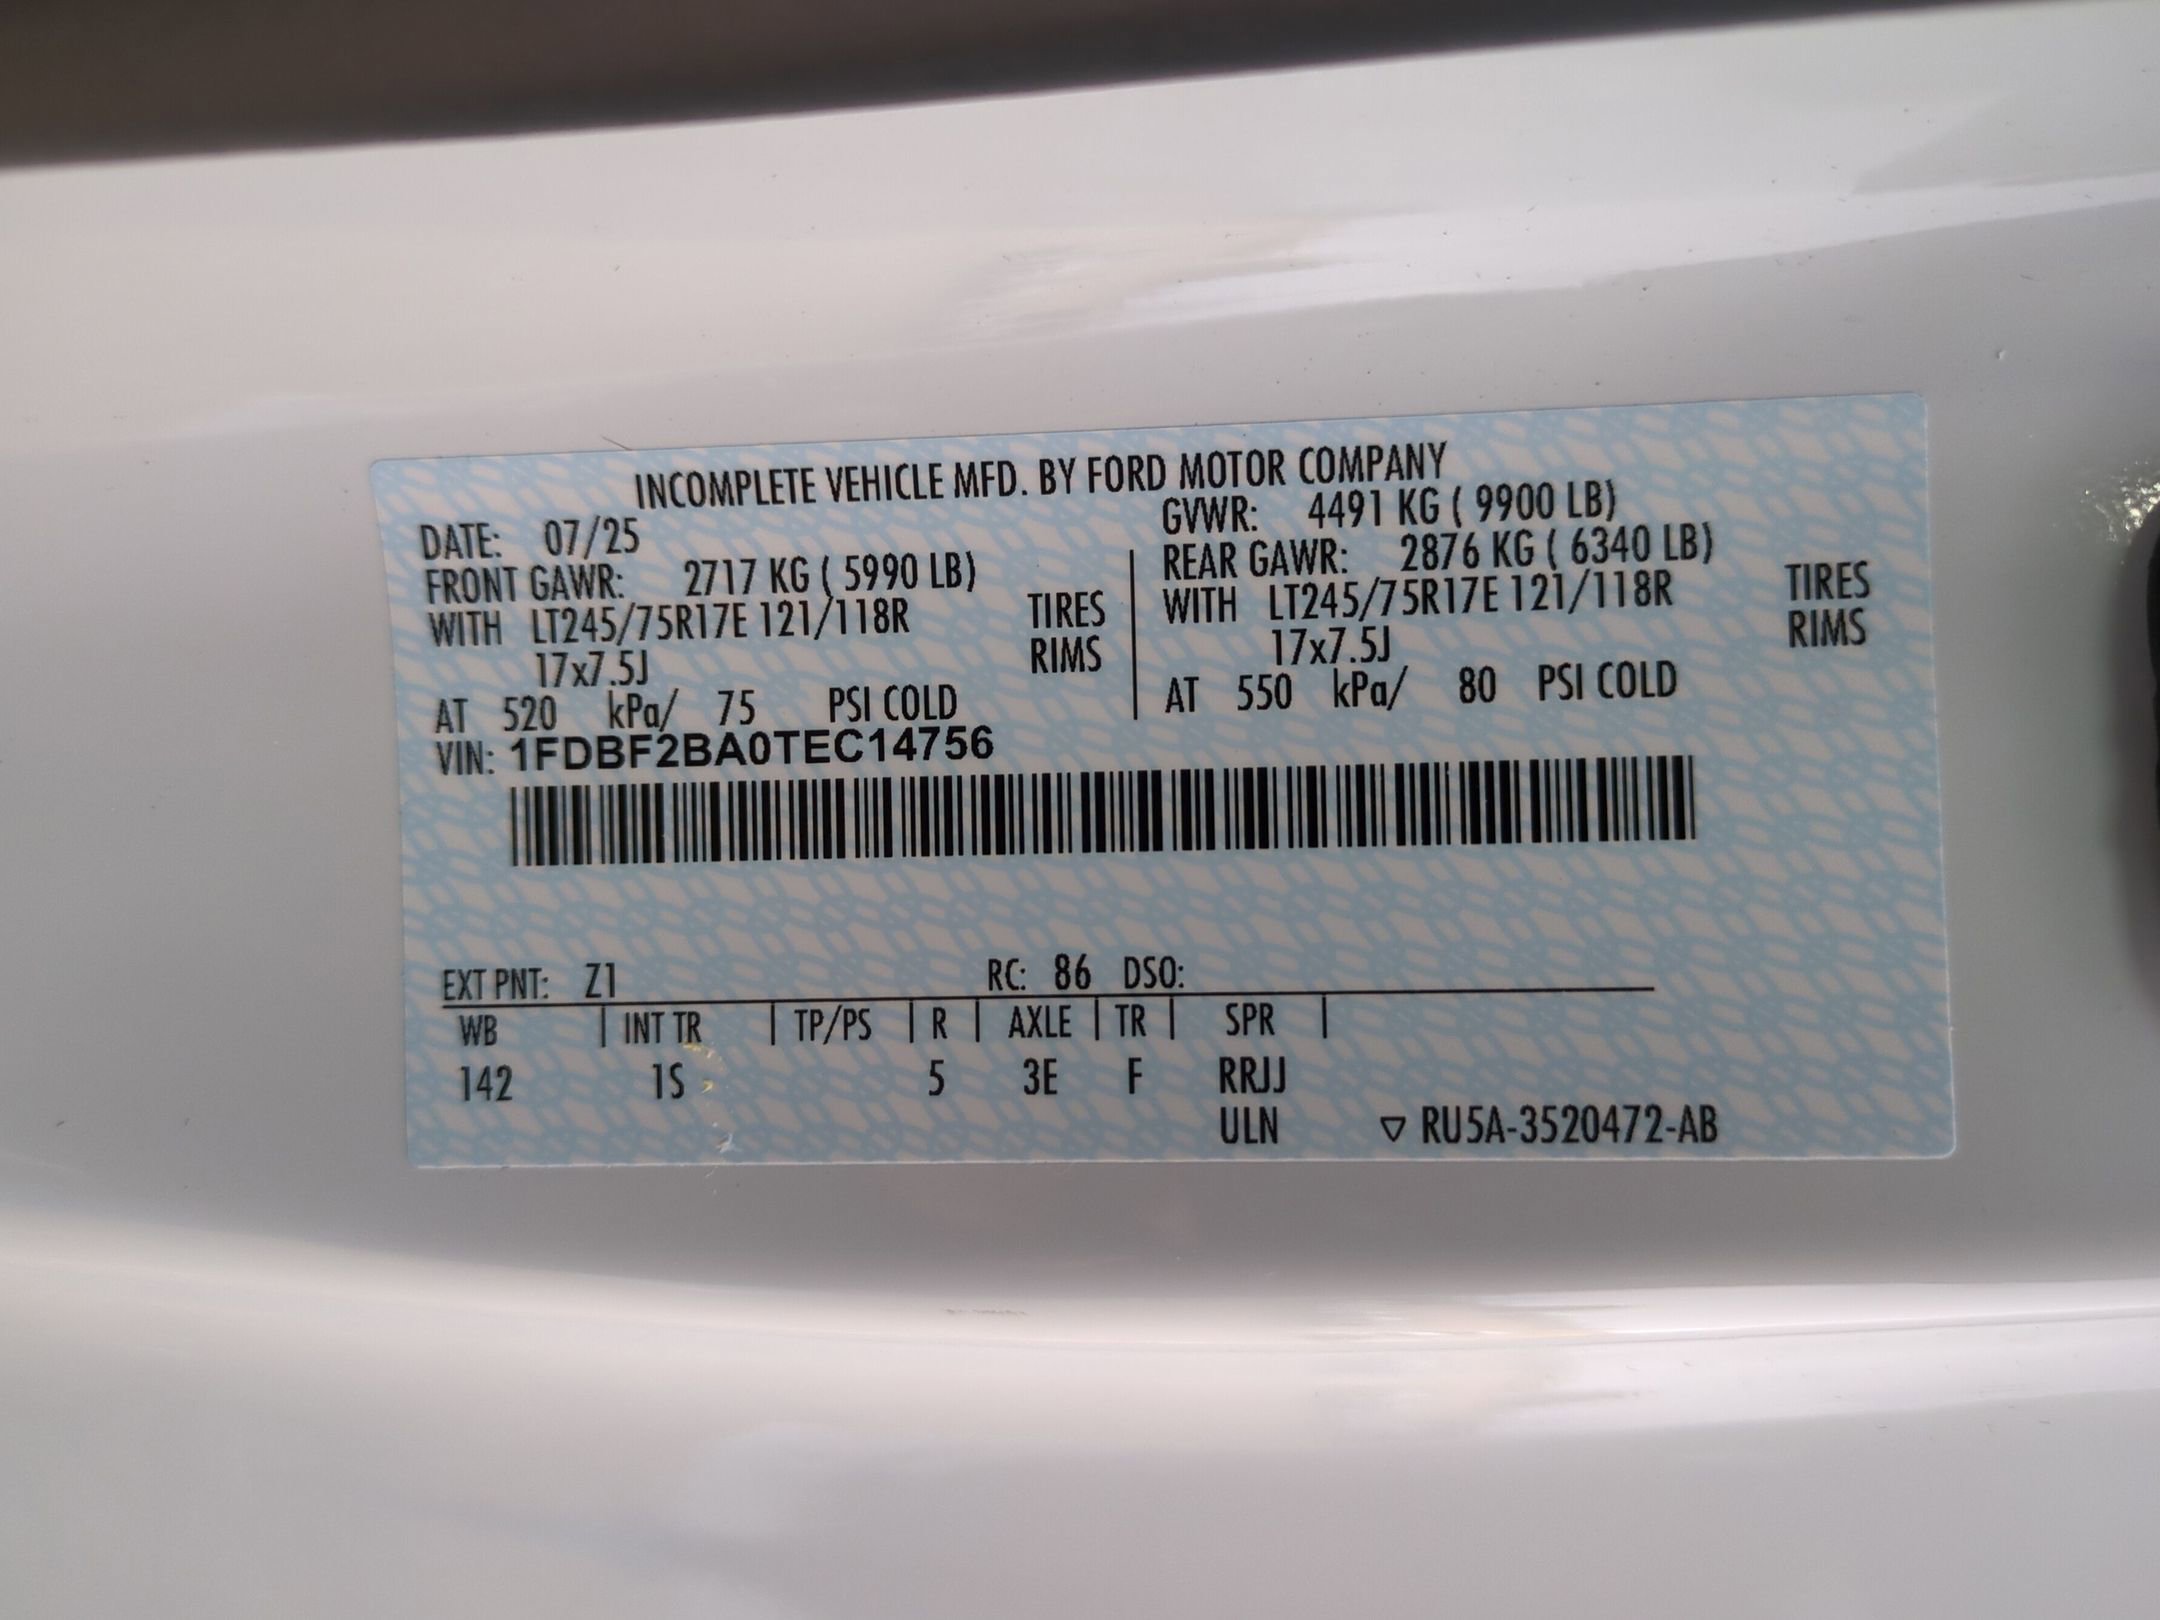 INCOMPLETE VEHICLE MFD. BY FORD MOTOR COMPANY
DATE: 07/25
GVWR: 4491 KG ( 9900 LB)
FRONT GAWR: 2717 KG ( 5990 LB)
REAR GAWR: 2876 KG ( 6340 LB)
WITH LT245/75R17E 121/118R TIRES
WITH LT245/75R17E 121/118R TIRES
17x7.5J RIMS
17x7.5J RIMS
AT 520 kPa/ 75 PSI COLD
AT 550 kPa/ 80 PSI COLD
VIN: 1FDBF2BA0TEC14756
EXT PNT: Z1 RC: 86 DSO:
WB | INT TR | TP/PS | R | AXLE | TR | SPR |
142 1S 5 3E F RRJJ
ULN ▽ RU5A-3520472-AB